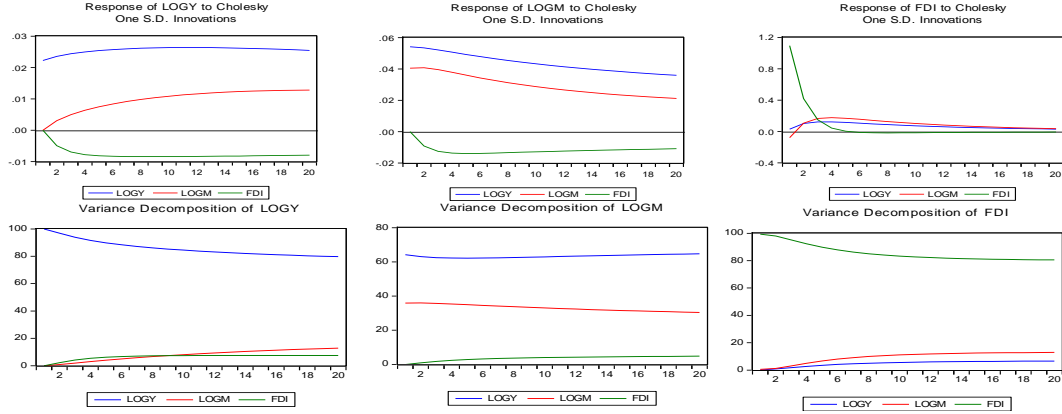 Response of LOGY to Cholesky
One S.D. Innovations
.03
.02
.01
.00
-.01
2 4 6 8 10 12 14 16 18 20
LOGY LOGM FDI
Response of LOGM to Cholesky
One S.D. Innovations
.06
.04
.02
.00
-.02
2 4 6 8 10 12 14 16 18 20
LOGY LOGM FDI
Response of FDI to Cholesky
One S.D. Innovations
1.2
0.8
0.4
0.0
-0.4
2 4 6 8 10 12 14 16 18 20
LOGY LOGM FDI
Variance Decomposition of LOGY
100
80
60
40
20
0
2 4 6 8 10 12 14 16 18 20
LOGY LOGM FDI
Variance Decomposition of LOGM
80
60
40
20
0
2 4 6 8 10 12 14 16 18 20
LOGY LOGM FDI
Variance Decomposition of FDI
100
80
60
40
20
0
2 4 6 8 10 12 14 16 18 20
LOGY LOGM FDI